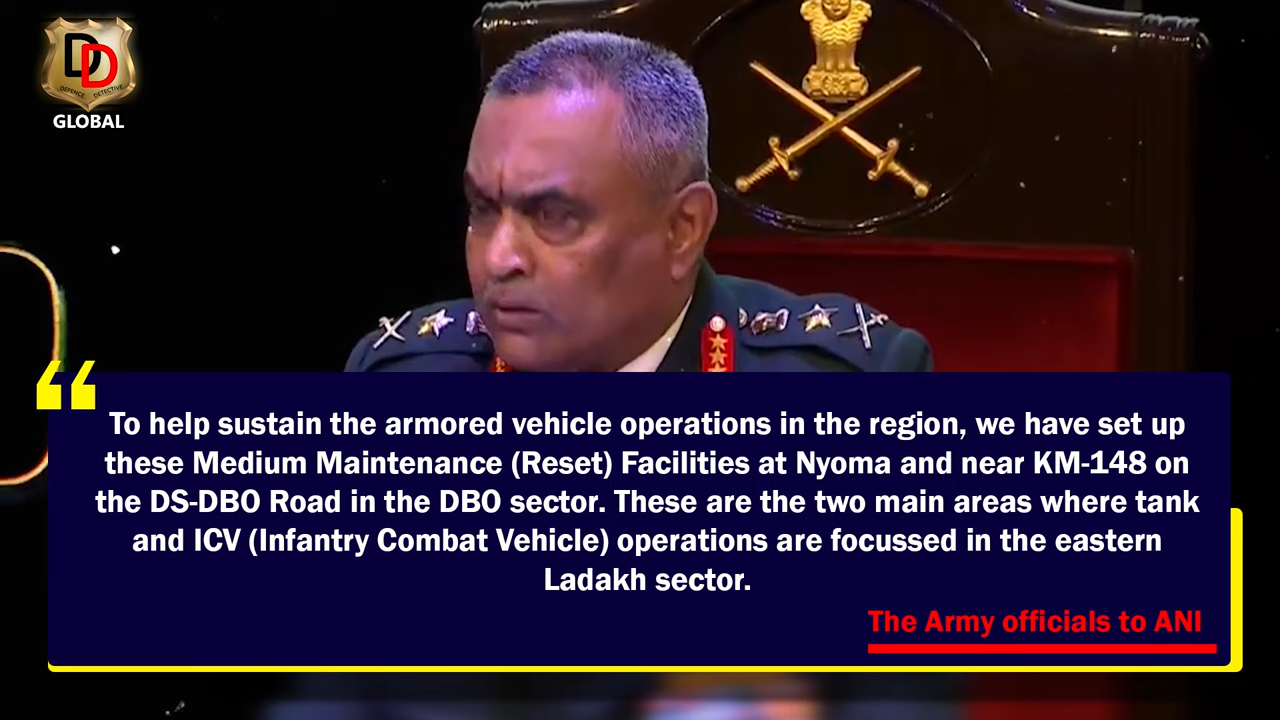 DD
DEFENCE DETECTIVE
GLOBAL
“
To help sustain the armored vehicle operations in the region, we have set up
these Medium Maintenance (Reset) Facilities at Nyoma and near KM-148 on
the DS-DBO Road in the DBO sector. These are the two main areas where tank
and ICV (Infantry Combat Vehicle) operations are focussed in the eastern
Ladakh sector.
The Army officials to ANI